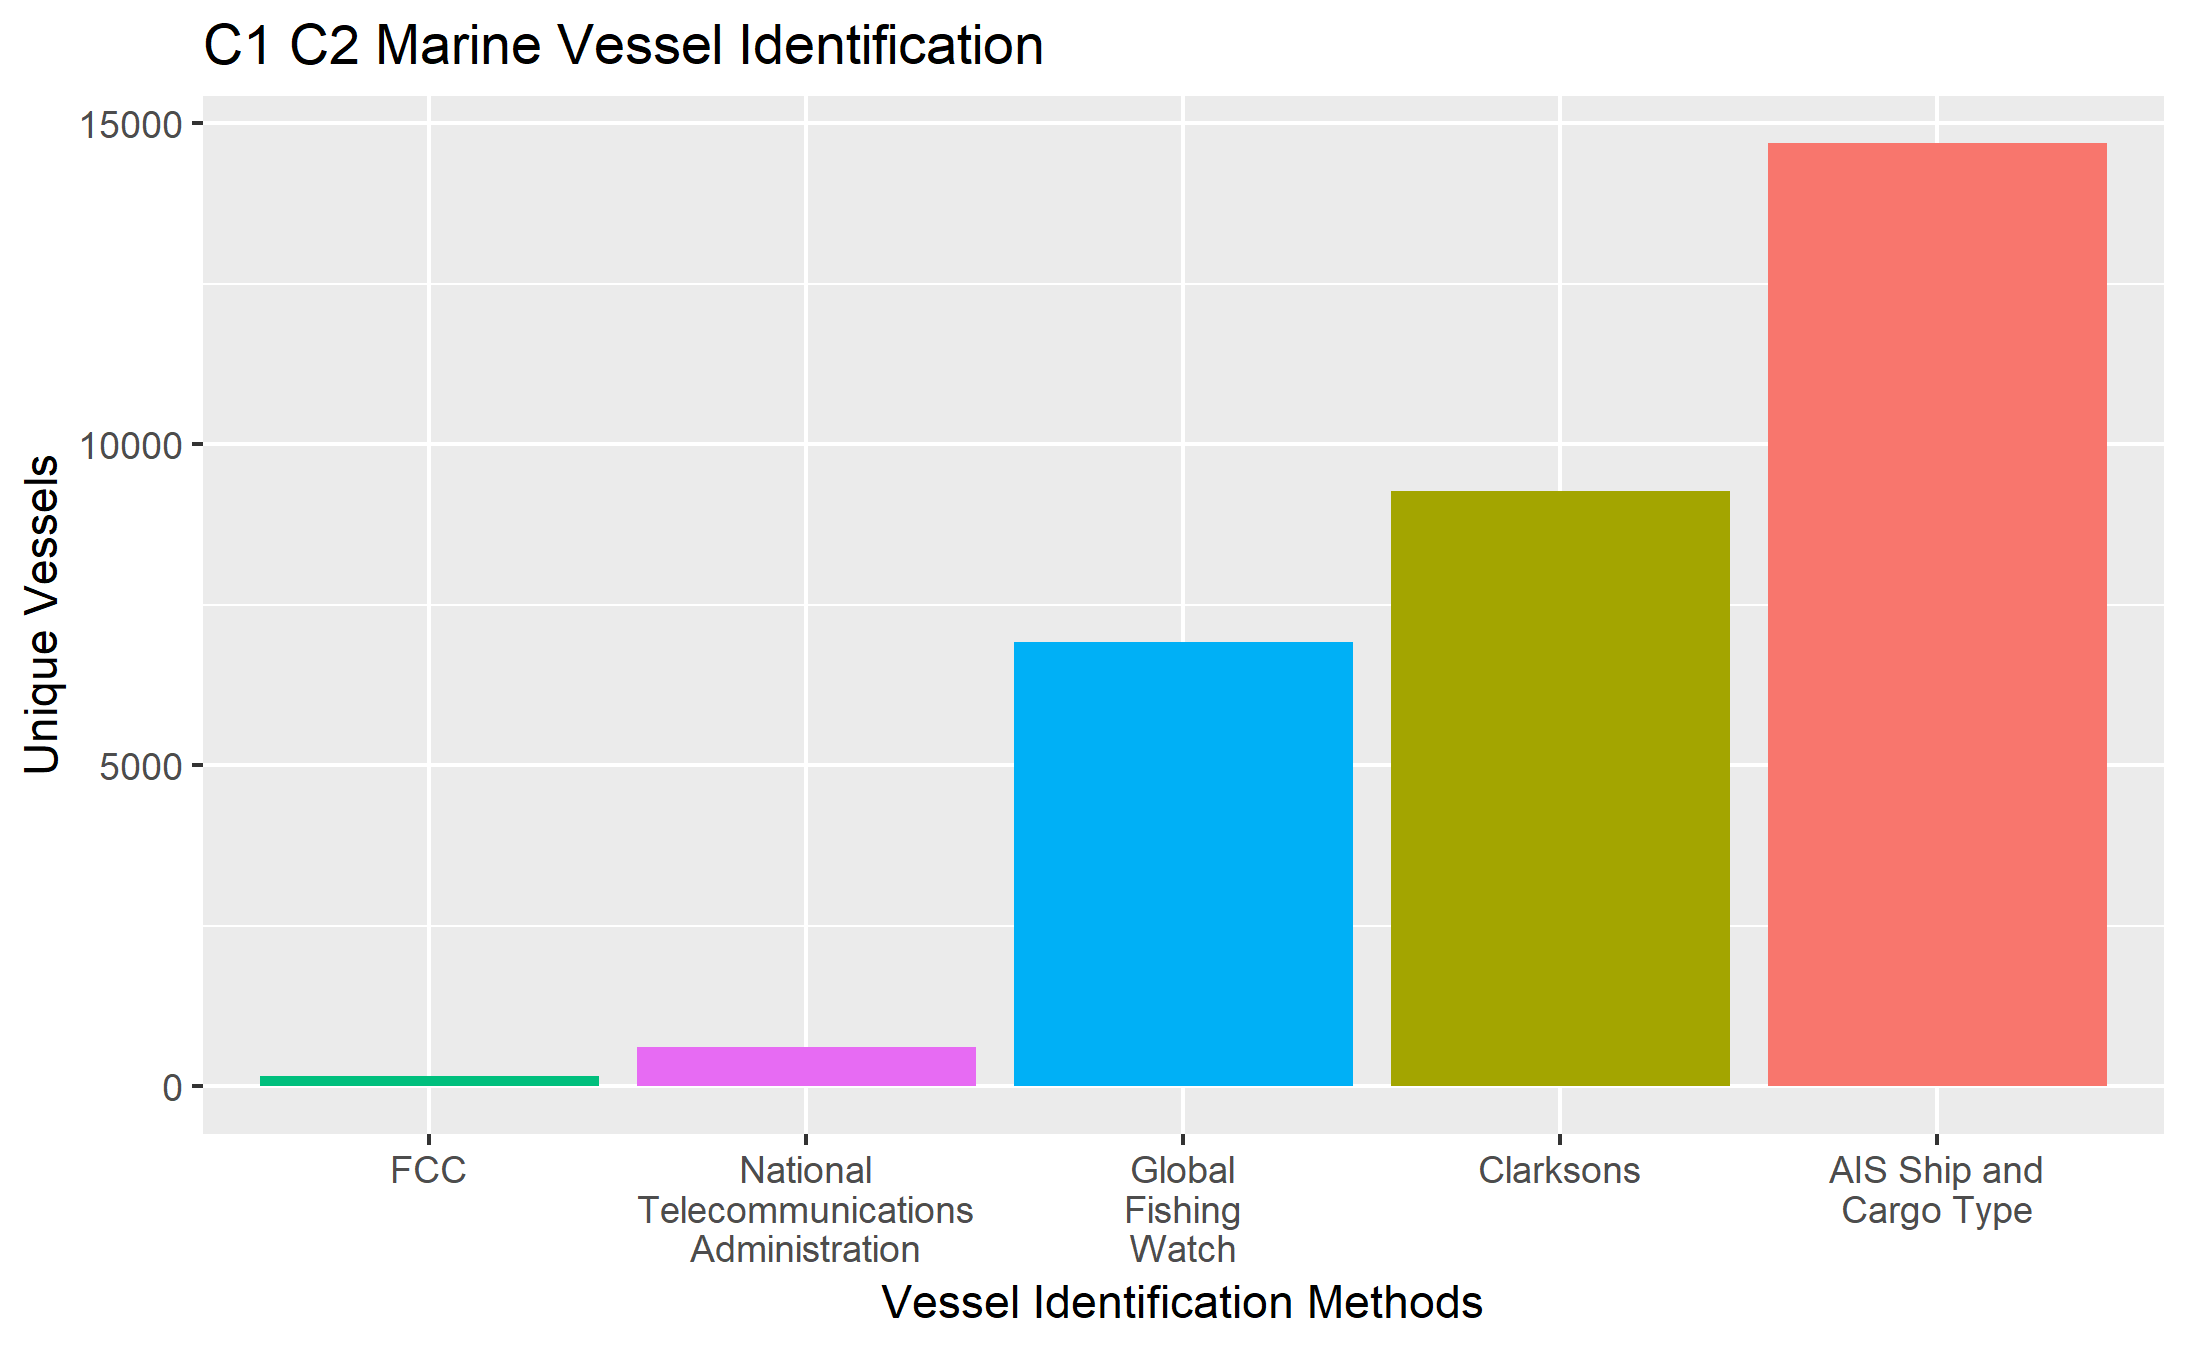 C1 C2 Marine Vessel Identification
15000
10000
5000
0
Unique Vessels
FCC
National
Telecommunications
Administration
Global
Fishing
Watch
Clarksons
AIS Ship and
Cargo Type
Vessel Identification Methods